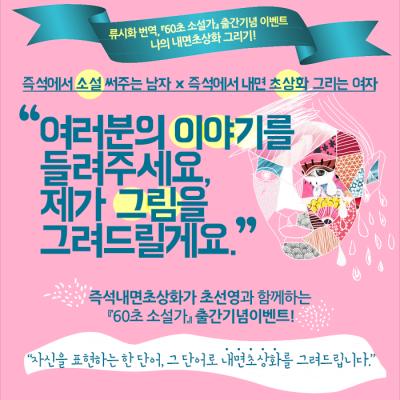 류시화 번역, 『60초 소설가』 출간기념 이벤트
나의 내면초상화 그리기!
즉석에서 소설 써주는 남자 x 즉석에서 내면 초상화 그리는 여자
“여러분의 이야기를
들려주세요,
제가 그림을
그려드릴게요.”
즉석내면초상화가 초선영과 함께하는
『60초 소설가』 출간기념이벤트!
“자신을 표현하는 한 단어, 그 단어로 내면초상화를 그려드립니다.”